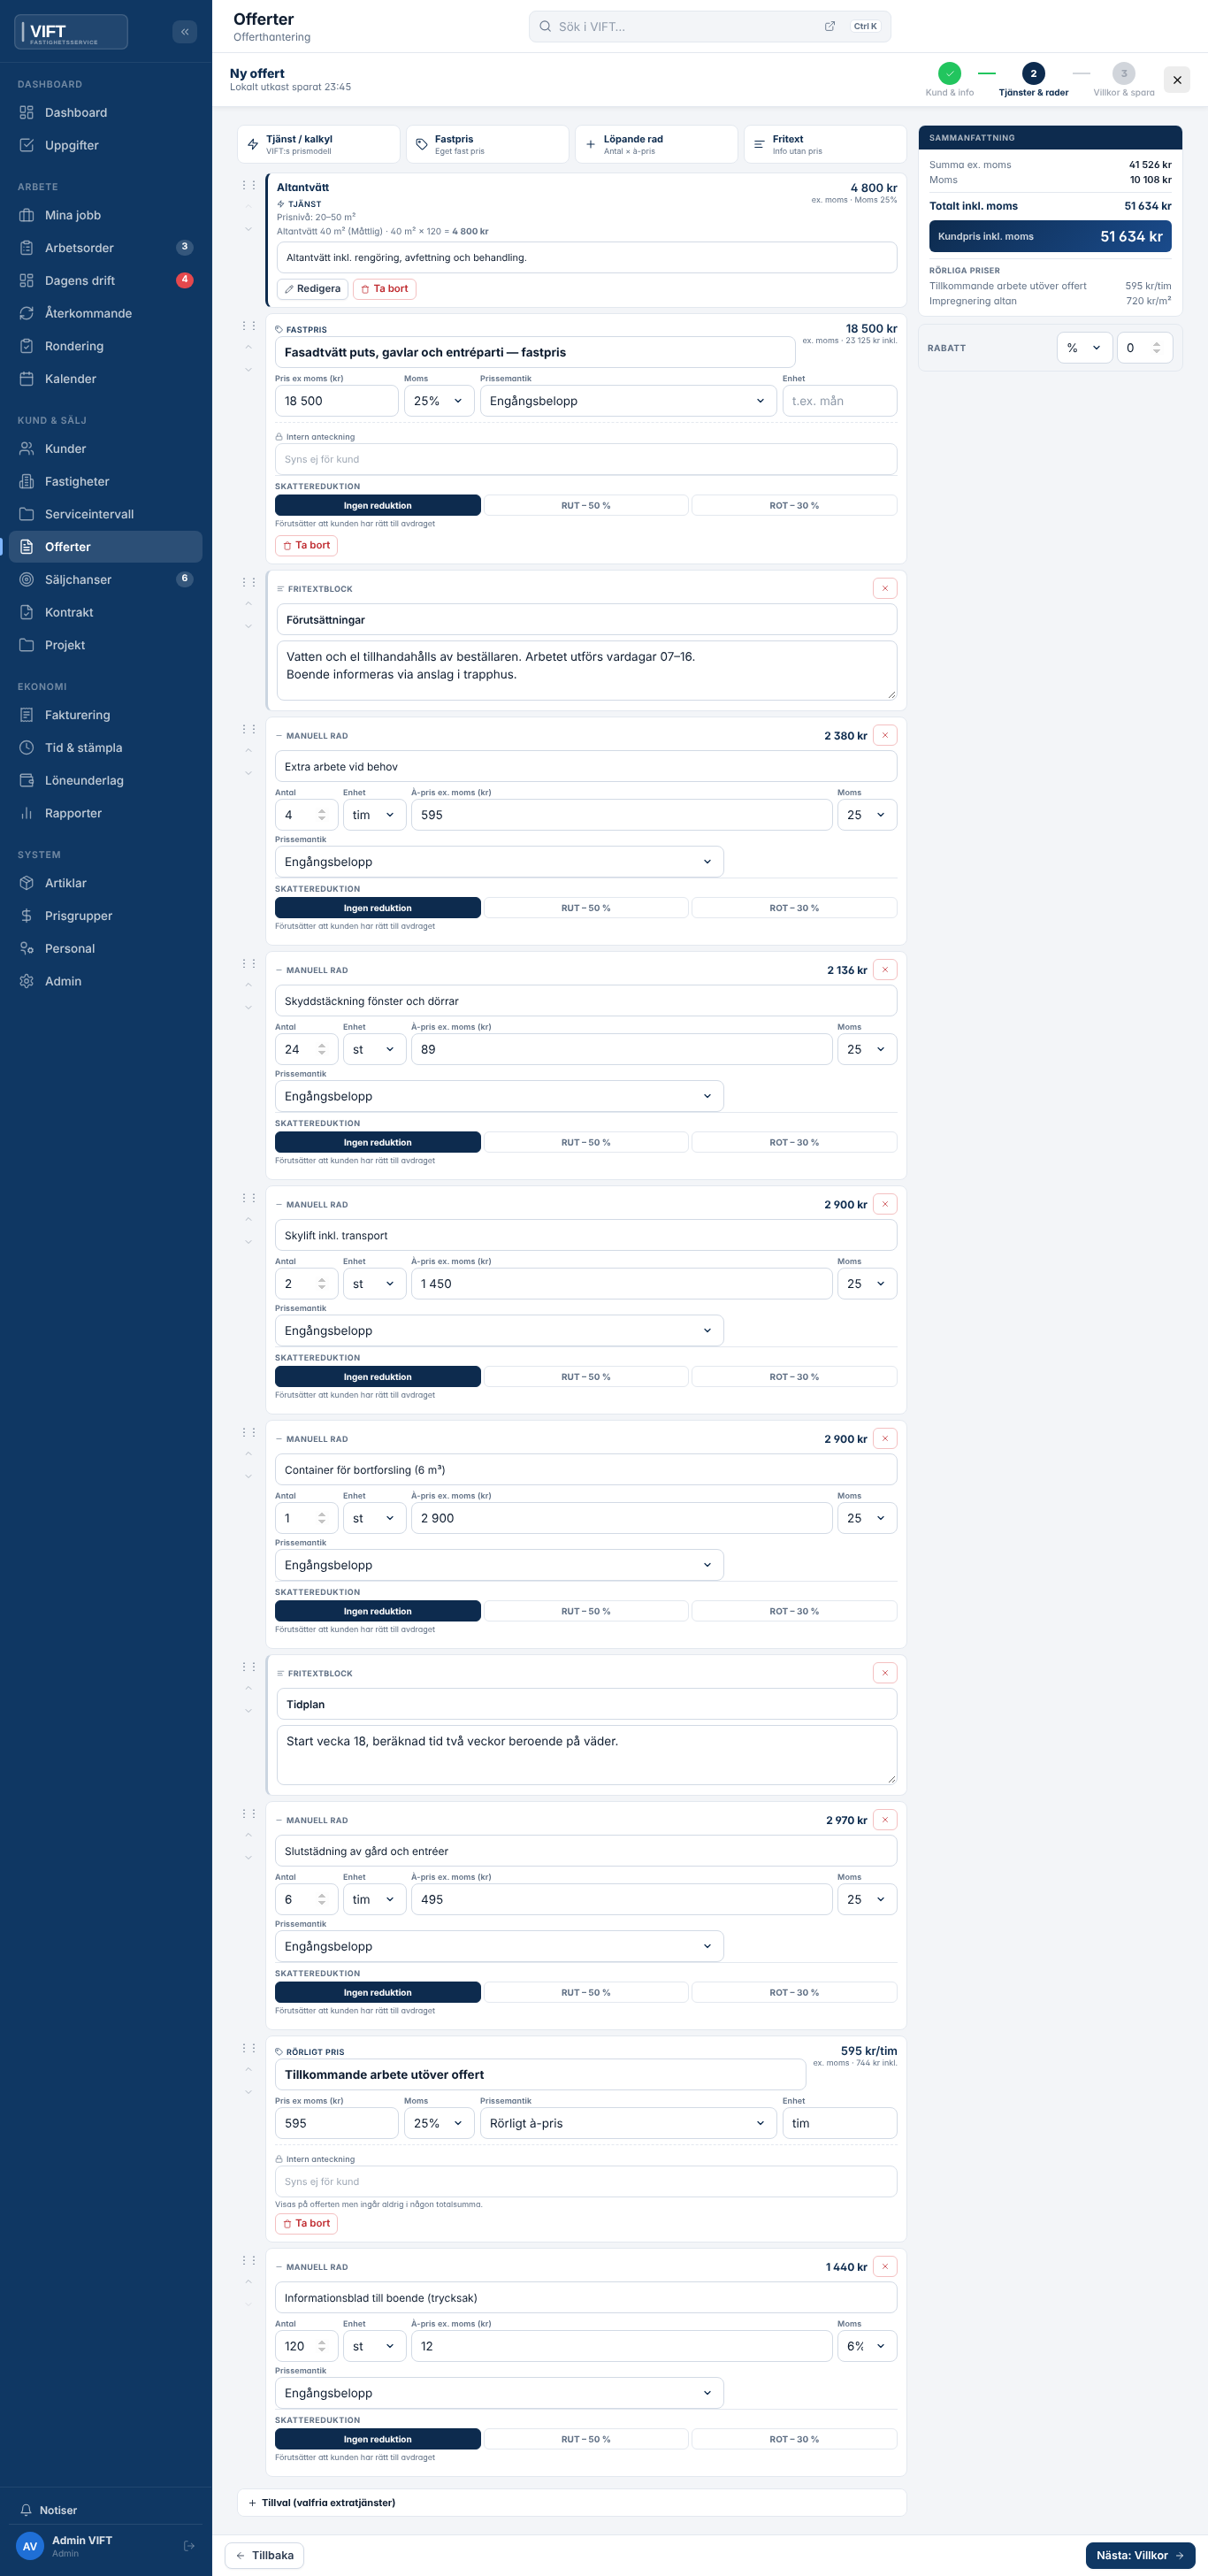 VIFT
FASTIGHETSSERVICE
DASHBOARD
Dashboard
Uppgifter
ARBETE
Mina jobb
Arbetsorder 3
Dagens drift 4
Återkommande
Rondering
Kalender
KUND & SÄLJ
Kunder
Fastigheter
Serviceintervall
Offerter
Säljchanser 6
Kontrakt
Projekt
EKONOMI
Fakturering
Tid & stämpla
Löneunderlag
Rapporter
SYSTEM
Artiklar
Prisgrupper
Personal
Admin
Notiser
AV Admin VIFT
Admin
Offerter
Offerthantering
Sök i VIFT... Ctrl K
Ny offert
Lokalt utkast sparat 23:45
2 3
Kund & info Tjänster & rader Villkor & spara
Tjänst / kalkyl
VIFT:s prismodell
Fastpris
Eget fast pris
Löpande rad
Antal × à-pris
Fritext
Info utan pris
Altantvätt 4 800 kr
TJÄNST ex. moms · Moms 25%
Prisnivå: 20–50 m²
Altantvätt 40 m² (Måttlig) · 40 m² × 120 = 4 800 kr
Altantvätt inkl. rengöring, avfettning och behandling.
Redigera Ta bort
FASTPRIS 18 500 kr
ex. moms · 23 125 kr inkl.
Fasadtvätt puts, gavlar och entréparti — fastpris
Pris ex moms (kr) Moms Prissemantik Enhet
18 500 25% Engångsbelopp t.ex. mån
Intern anteckning
Syns ej för kund
SKATTEREDUKTION
Ingen reduktion RUT – 50 % ROT – 30 %
Förutsätter att kunden har rätt till avdraget
Ta bort
FRITEXTBLOCK
Förutsättningar
Vatten och el tillhandahålls av beställaren. Arbetet utförs vardagar 07–16.
Boende informeras via anslag i trapphus.
MANUELL RAD 2 380 kr
Extra arbete vid behov
Antal Enhet À-pris ex. moms (kr) Moms
4 tim 595 25
Prissemantik
Engångsbelopp
SKATTEREDUKTION
Ingen reduktion RUT – 50 % ROT – 30 %
Förutsätter att kunden har rätt till avdraget
MANUELL RAD 2 136 kr
Skyddstäckning fönster och dörrar
Antal Enhet À-pris ex. moms (kr) Moms
24 st 89 25
Prissemantik
Engångsbelopp
SKATTEREDUKTION
Ingen reduktion RUT – 50 % ROT – 30 %
Förutsätter att kunden har rätt till avdraget
MANUELL RAD 2 900 kr
Skylift inkl. transport
Antal Enhet À-pris ex. moms (kr) Moms
2 st 1 450 25
Prissemantik
Engångsbelopp
SKATTEREDUKTION
Ingen reduktion RUT – 50 % ROT – 30 %
Förutsätter att kunden har rätt till avdraget
MANUELL RAD 2 900 kr
Container för bortforsling (6 m³)
Antal Enhet À-pris ex. moms (kr) Moms
1 st 2 900 25
Prissemantik
Engångsbelopp
SKATTEREDUKTION
Ingen reduktion RUT – 50 % ROT – 30 %
Förutsätter att kunden har rätt till avdraget
FRITEXTBLOCK
Tidplan
Start vecka 18, beräknad tid två veckor beroende på väder.
MANUELL RAD 2 970 kr
Slutstädning av gård och entréer
Antal Enhet À-pris ex. moms (kr) Moms
6 tim 495 25
Prissemantik
Engångsbelopp
SKATTEREDUKTION
Ingen reduktion RUT – 50 % ROT – 30 %
Förutsätter att kunden har rätt till avdraget
RÖRLIGT PRIS 595 kr/tim
ex. moms · 744 kr inkl.
Tillkommande arbete utöver offert
Pris ex moms (kr) Moms Prissemantik Enhet
595 25% Rörligt à-pris tim
Intern anteckning
Syns ej för kund
Visas på offerten men ingår aldrig i någon totalsumma.
Ta bort
MANUELL RAD 1 440 kr
Informationsblad till boende (trycksak)
Antal Enhet À-pris ex. moms (kr) Moms
120 st 12 6%
Prissemantik
Engångsbelopp
SKATTEREDUKTION
Ingen reduktion RUT – 50 % ROT – 30 %
Förutsätter att kunden har rätt till avdraget
Tillval (valfria extratjänster)
SAMMANFATTNING
Summa ex. moms 41 526 kr
Moms 10 108 kr
Totalt inkl. moms 51 634 kr
Kundpris inkl. moms 51 634 kr
RÖRLIGA PRISER
Tillkommande arbete utöver offert 595 kr/tim
Impregnering altan 720 kr/m²
RABATT % 0
Tillbaka Nästa: Villkor